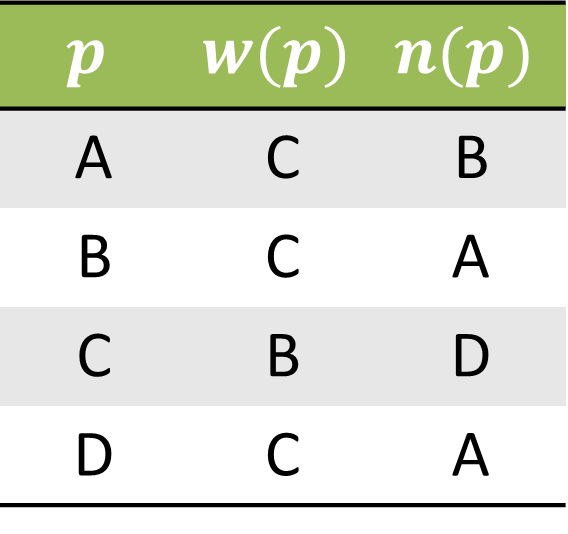 p w(p) n(p)
A C B
B C A
C B D
D C A